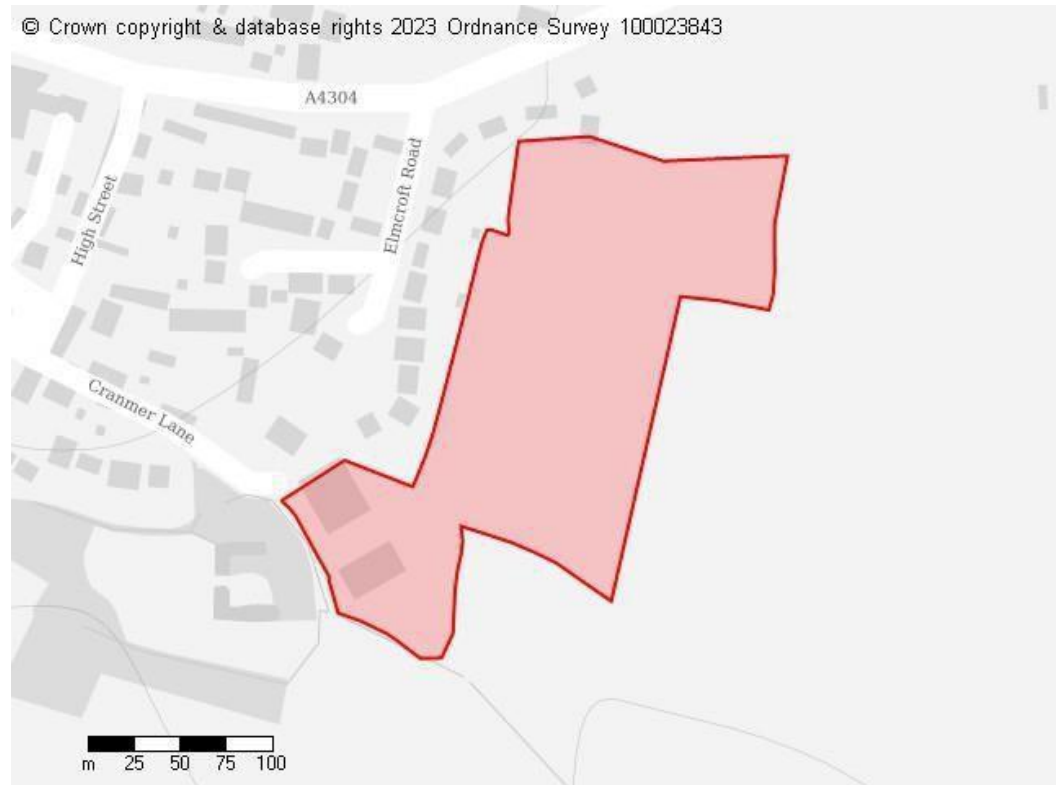 © Crown copyright & database rights 2023 Ordnance Survey 100023843
A4304
High Street
Elmcroft Road
Cranmer Lane
m 25 50 75 100